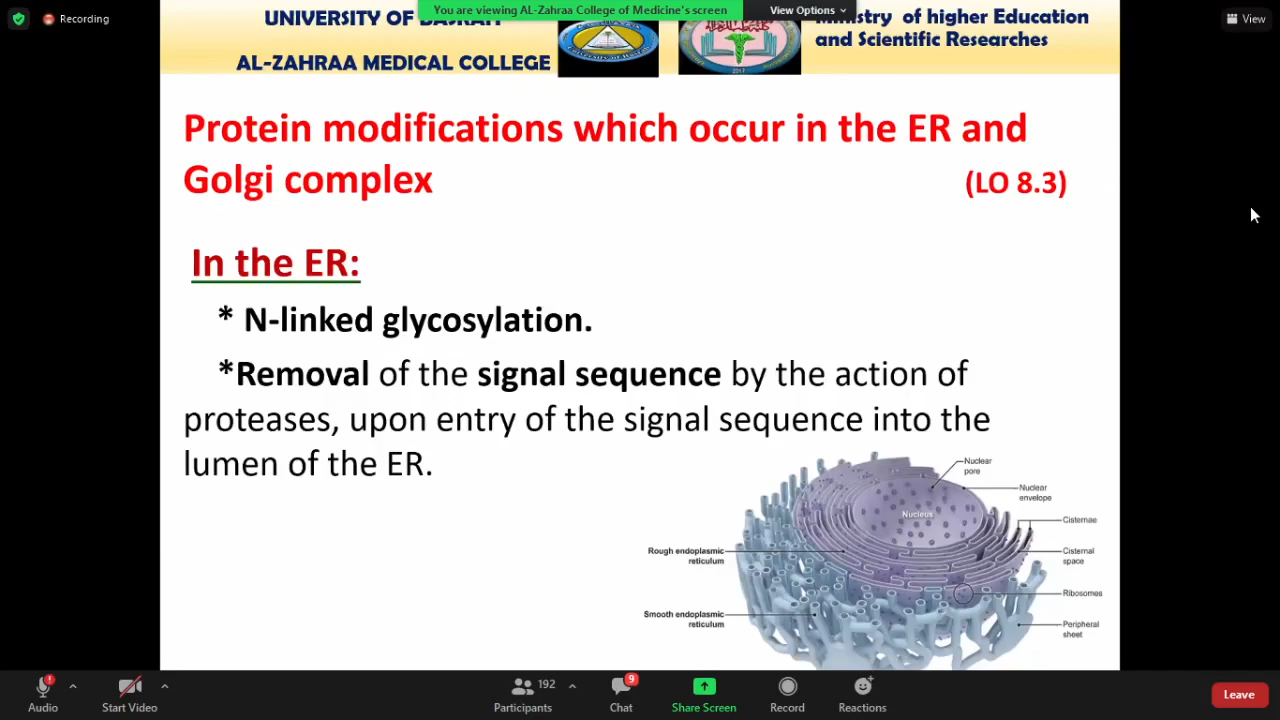 Recording
You are viewing AL-Zahraa College of Medicine's screen
View Options
View
UNIVERSITY OF BASRAH
AL-ZAHRAA MEDICAL COLLEGE
Ministry of higher Education
and Scientific Researches
2017
Protein modifications which occur in the ER and
Golgi complex (LO 8.3)
In the ER:
* N-linked glycosylation.
*Removal of the signal sequence by the action of
proteases, upon entry of the signal sequence into the
lumen of the ER.
Nuclear
pore
Nuclear
envelope
Nucleus
Cisternae
Rough endoplasmic
reticulum
Cisternal
space
Ribosomes
Smooth endoplasmic
reticulum
Peripheral
sheet
Audio
Start Video
192
Participants
9
Chat
Share Screen
Record
Reactions
Leave